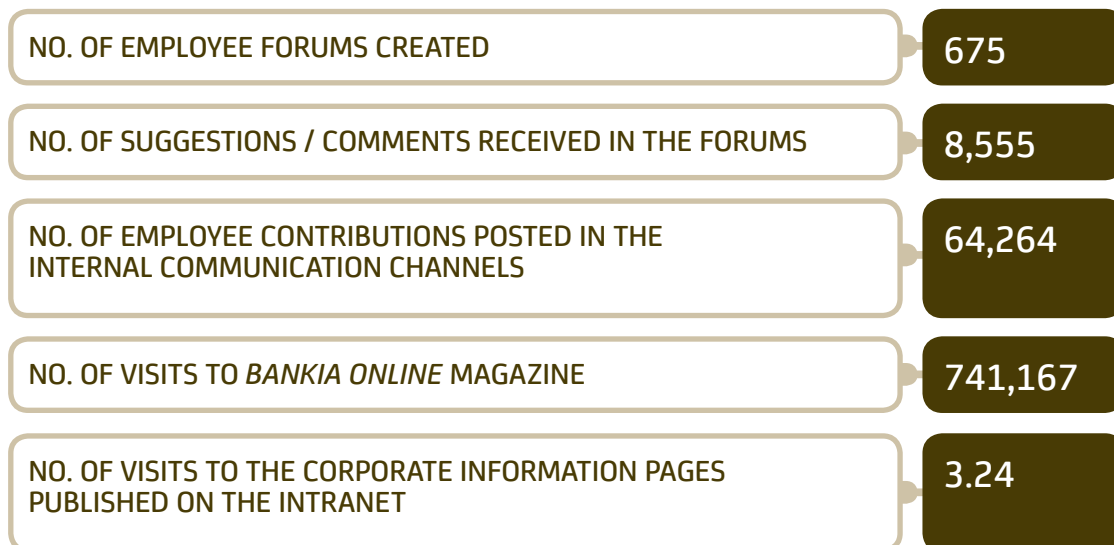 NO. OF EMPLOYEE FORUMS CREATED 675
NO. OF SUGGESTIONS / COMMENTS RECEIVED IN THE FORUMS 8,555
NO. OF EMPLOYEE CONTRIBUTIONS POSTED IN THE 64,264
INTERNAL COMMUNICATION CHANNELS
NO. OF VISITS TO BANKIA ONLINE MAGAZINE 741,167
NO. OF VISITS TO THE CORPORATE INFORMATION PAGES 3.24
PUBLISHED ON THE INTRANET